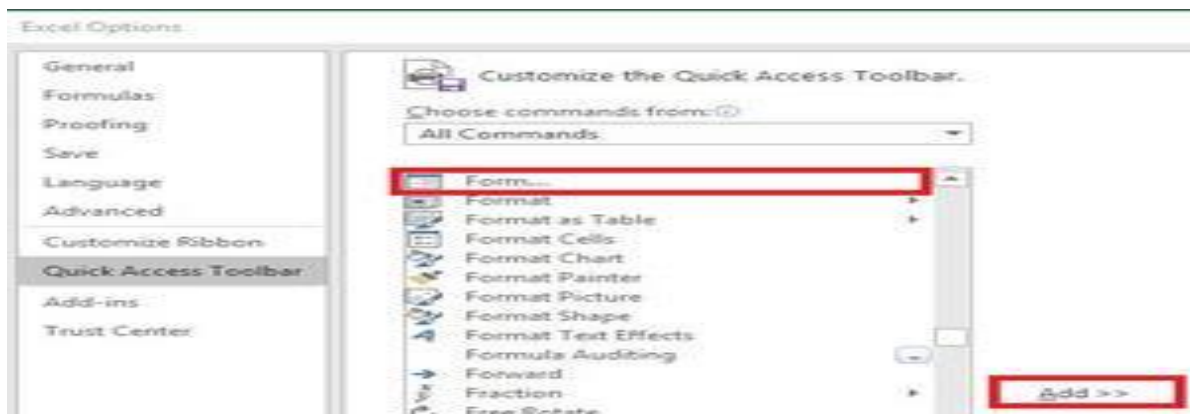 Excel Options
General
Formulas
Proofing
Save
Language
Advanced
Customize Ribbon
Quick Access Toolbar
Add-ins
Trust Center
Customize the Quick Access Toolbar.
Choose commands from:
All Commands
Form...
Format
Format as Table
Format Cells
Format Chart
Format Painter
Format Picture
Format Shape
Format Text Effects
Formula Auditing
Forward
Fraction
Free Rotate
Add >>